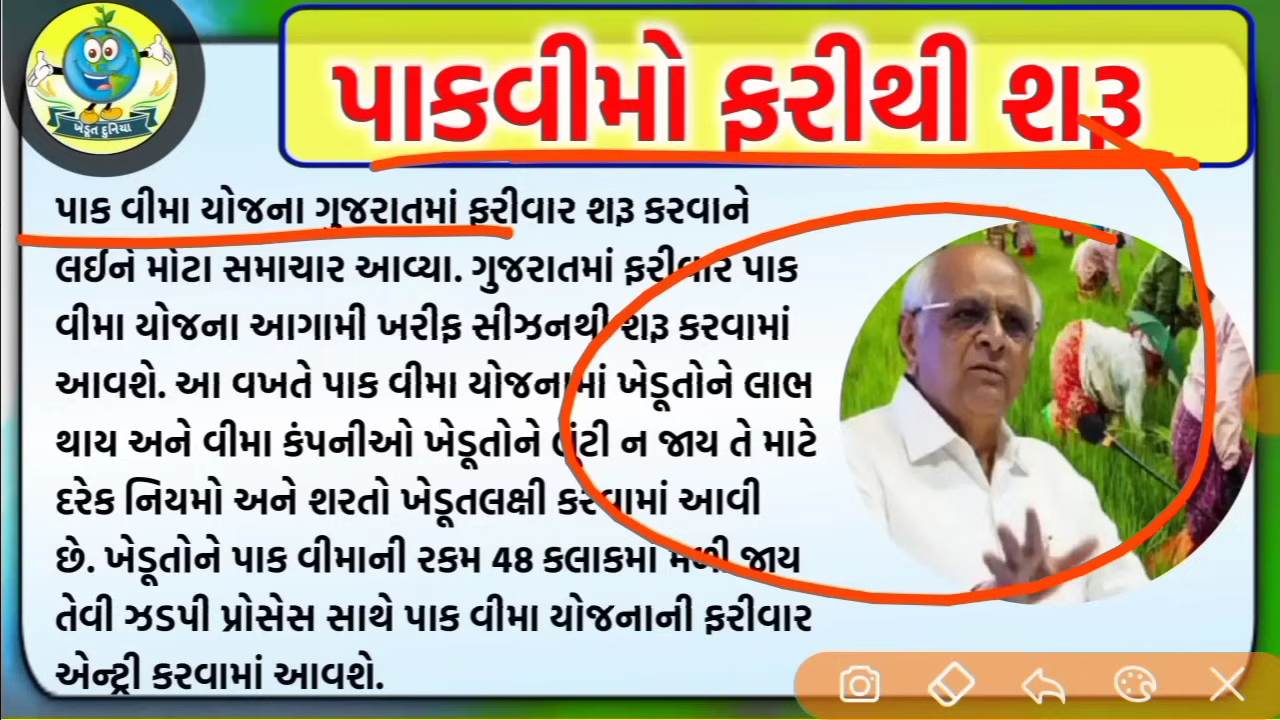 ખેડૂત દુનિયા
પાકવીમો ફરીથી શરૂ
પાક વીમા યોજના ગુજરાતમાં ફરીવાર શરૂ કરવાને
લઈને મોટા સમાચાર આવ્યા. ગુજરાતમાં ફરીવાર પાક
વીમા યોજના આગામી ખરીફ સીઝનથી શરૂ કરવામાં
આવશે. આ વખતે પાક વીમા યોજનામાં ખેડૂતોને લાભ
થાય અને વીમા કંપનીઓ ખેડૂતોને લૂંટી ન જાય તે માટે
દરેક નિયમો અને શરતો ખેડૂતલક્ષી કરવામાં આવી
છે. ખેડૂતોને પાક વીમાની રકમ 48 કલાકમાં મળી જાય
તેવી ઝડપી પ્રોસેસ સાથે પાક વીમા યોજનાની ફરીવાર
એન્ટ્રી કરવામાં આવશે.